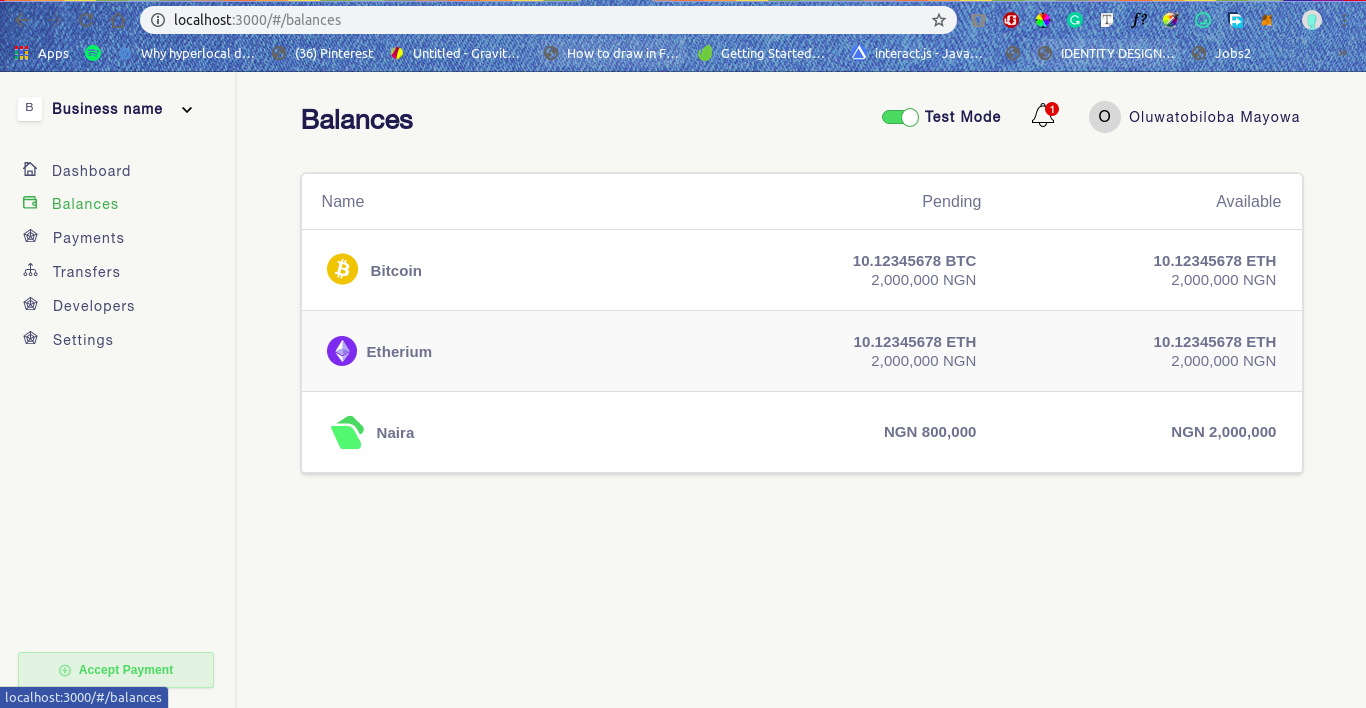 localhost:3000/#/balances
Apps
Why hyperlocal d...
(36) Pinterest
Untitled - Gravit...
How to draw in F...
Getting Started...
interact.js - Java...
IDENTITY DESIGN...
Jobs2
B Business name
Balances
Test Mode
1
O Oluwatobiloba Mayowa
Dashboard
Balances
Payments
Transfers
Developers
Settings
Name Pending Available
Bitcoin
10.12345678 BTC 10.12345678 ETH
2,000,000 NGN 2,000,000 NGN
Etherium
10.12345678 ETH 10.12345678 ETH
2,000,000 NGN 2,000,000 NGN
Naira NGN 800,000 NGN 2,000,000
Accept Payment
localhost:3000/#/balances